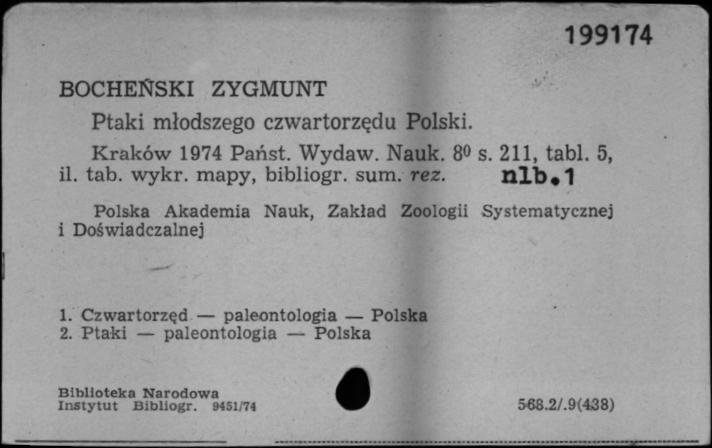 199174
BOCHEŃSKI ZYGMUNT
Ptaki młodszego czwartorzędu Polski.
Kraków 1974 Państ. Wydaw. Nauk. 8⁰ s. 211, tabl. 5,
il. tab. wykr. mapy, bibliogr. sum. rez. nlb.1
Polska Akademia Nauk, Zakład Zoologii Systematycznej
i Doświadczalnej
1. Czwartorzęd — paleontologia — Polska
2. Ptaki — paleontologia — Polska
Biblioteka Narodowa
Instytut Bibliogr. 9451/74 568.2/.9(438)